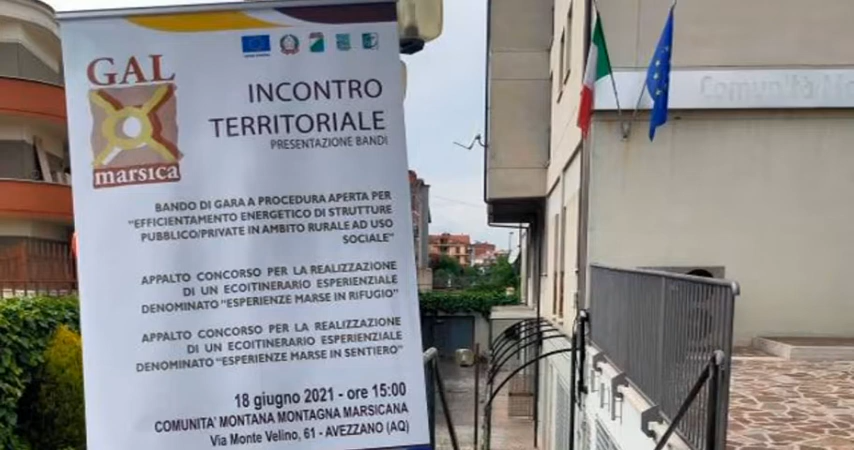 GAL
marsica
INCONTRO
TERRITORIALE
PRESENTAZIONE BANDI
BANDO DI GARA A PROCEDURA APERTA PER
"EFFICIENTAMENTO ENERGETICO DI STRUTTURE
PUBBLICO/PRIVATE IN AMBITO RURALE AD USO
SOCIALE"
APPALTO CONCORSO PER LA REALIZZAZIONE
DI UN ECOITINERARIO ESPERIENZIALE
DENOMINATO "ESPERIENZE MARSE IN RIFUGIO"
APPALTO CONCORSO PER LA REALIZZAZIONE
DI UN ECOITINERARIO ESPERIENZIALE
DENOMINATO "ESPERIENZE MARSE IN SENTIERO"
18 giugno 2021 - ore 15:00
COMUNITA' MONTANA MONTAGNA MARSICANA
Via Monte Velino, 61 - AVEZZANO (AQ)
Comunità Mo